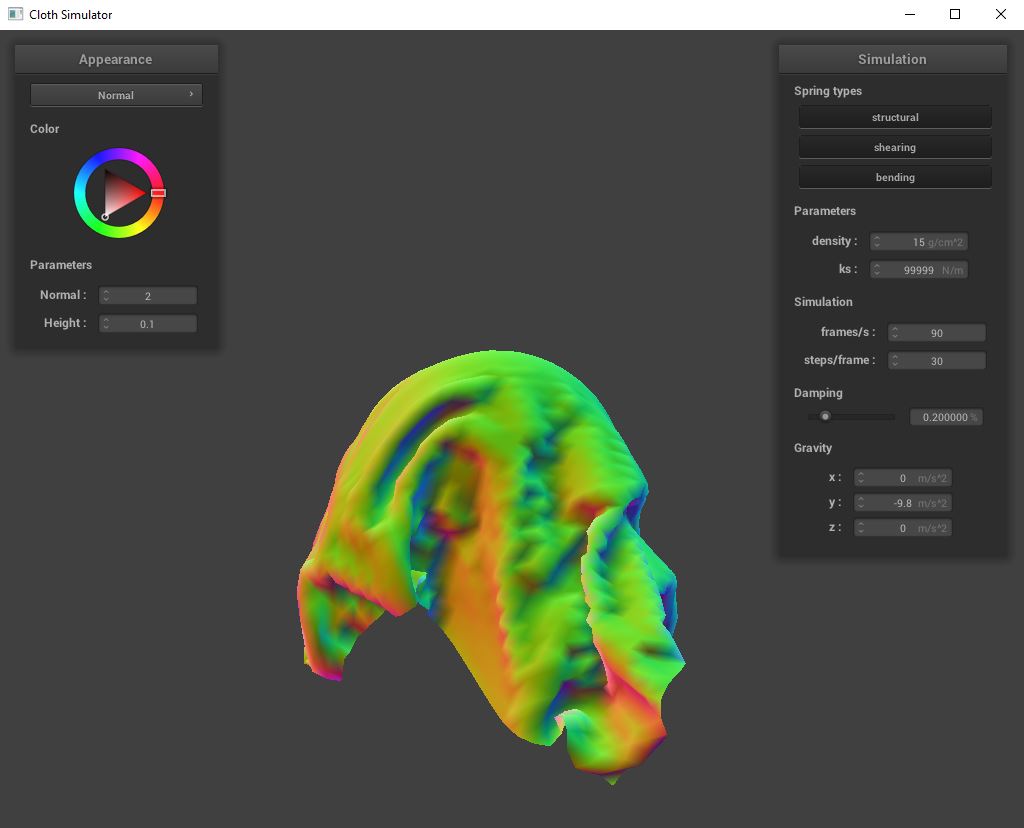 Cloth Simulator
Appearance
Normal
Color
Parameters
Normal : 2
Height : 0.1
Simulation
Spring types
structural
shearing
bending
Parameters
density : 15 g/cm^2
ks : 99999 N/m
Simulation
frames/s : 90
steps/frame : 30
Damping
0.200000 %
Gravity
x : 0 m/s^2
y : -9.8 m/s^2
z : 0 m/s^2